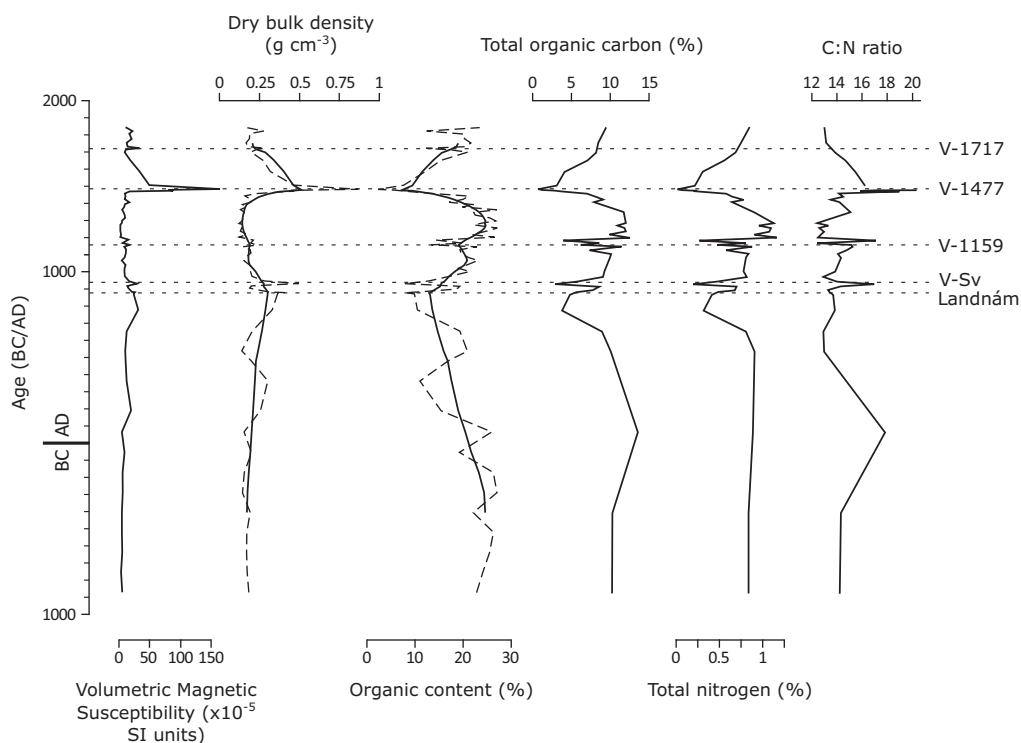 Dry bulk density
(g cm⁻³)
Total organic carbon (%)
C:N ratio
0 0.25 0.5 1
0 5 10 15
12 14 16 18 20
2000
V-1717
V-1477
V-1159
1000
V-Sv
Landnám
Age (BC/AD)
AD
BC
1000
0 50 100 150
0 10 20 30
0 0.5 1
Volumetric Magnetic
Susceptibility (x10⁻⁵
SI units)
Organic content (%)
Total nitrogen (%)